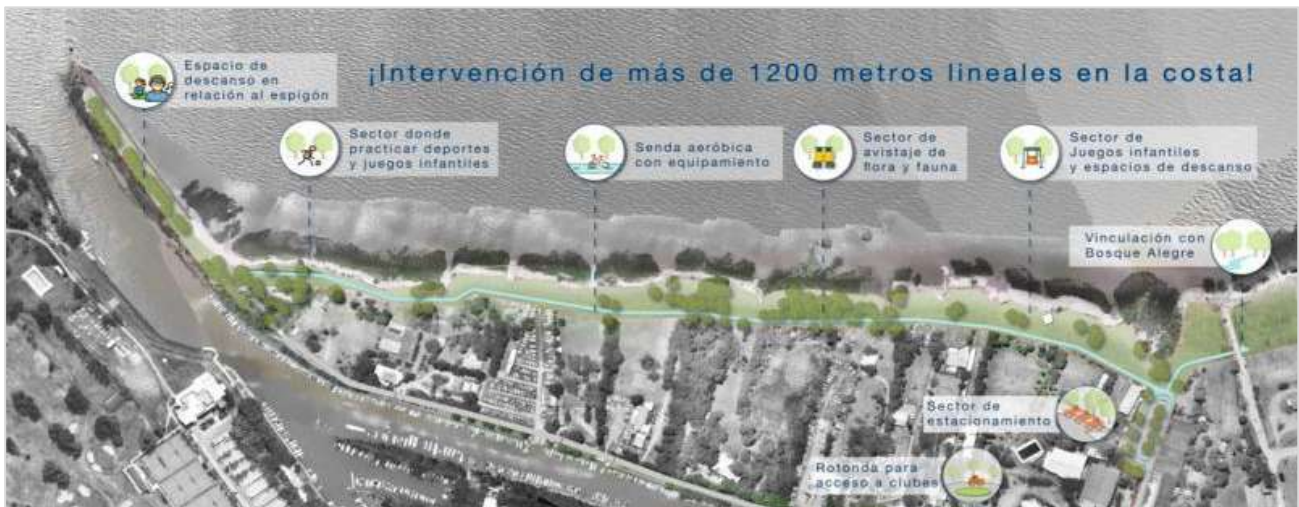 ¡Intervención de más de 1200 metros lineales en la costa!
Espacio de
descanso en
relación al espigón
Sector donde
practicar deportes
y juegos infantiles
Senda aeróbica
con equipamiento
Sector de
avistaje de
flora y fauna
Sector de
Juegos infantiles
y espacios de descanso
Vinculación con
Bosque Alegre
Sector de
estacionamiento
Rotonda para
acceso a clubes